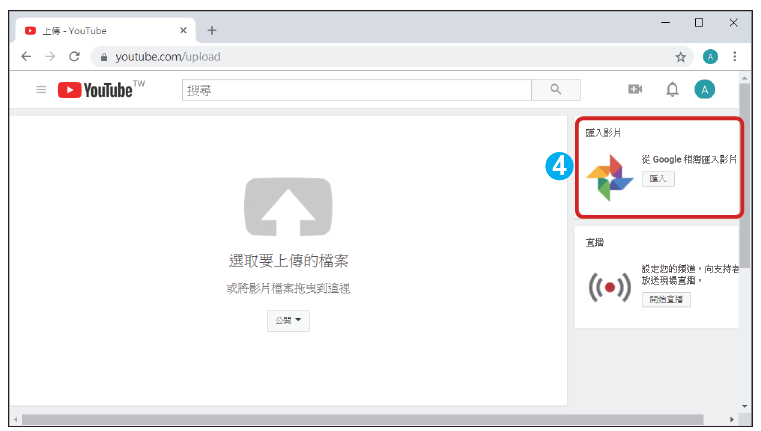 上傳 - YouTube
youtube.com/upload
A
YouTube TW
搜尋
A
匯入影片
4
從 Google 相簿匯入影片
匯入
選取要上傳的檔案
或將影片檔案拖曳到這裡
公開
直播
設定您的頻道，向支持者
放送現場直播。
開始直播